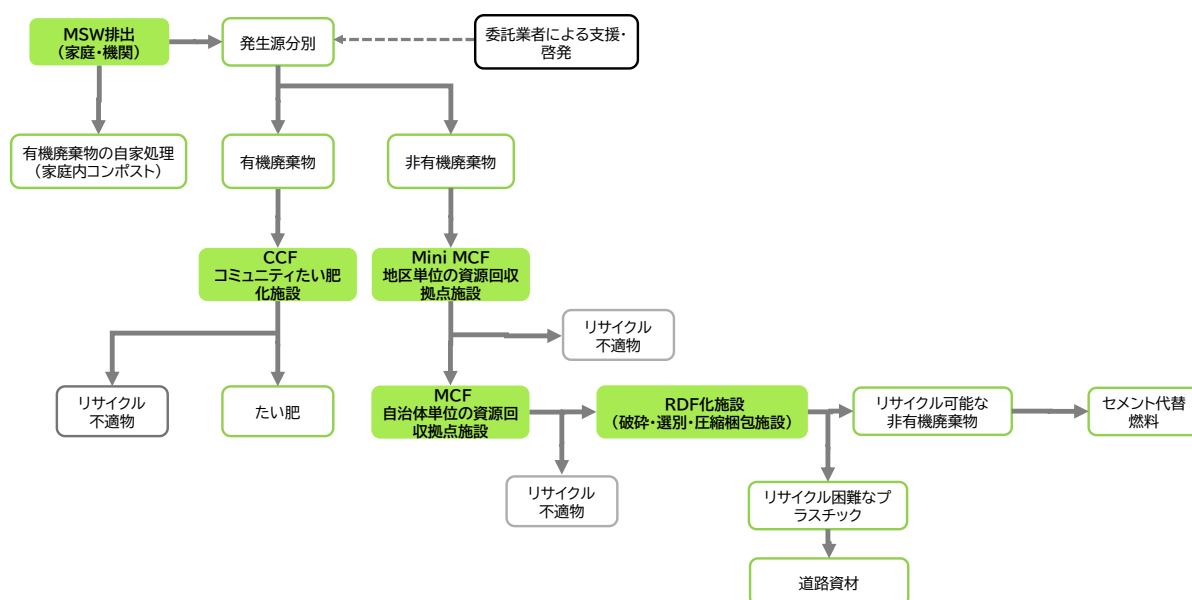 MSW排出
（家庭・機関）
発生源分別
委託業者による支援・
啓発
有機廃棄物の自家処理
（家庭内コンポスト）
有機廃棄物
非有機廃棄物
CCF
コミュニティたい肥
化施設
Mini MCF
地区単位の資源回収
拠点施設
リサイクル
不適物
リサイクル
不適物
たい肥
MCF
自治体単位の資源回
収拠点施設
RDF化施設
（破砕・選別・圧縮梱包施設）
リサイクル可能な
非有機廃棄物
セメント代替
燃料
リサイクル
不適物
リサイクル困難なプ
ラスチック
道路資材